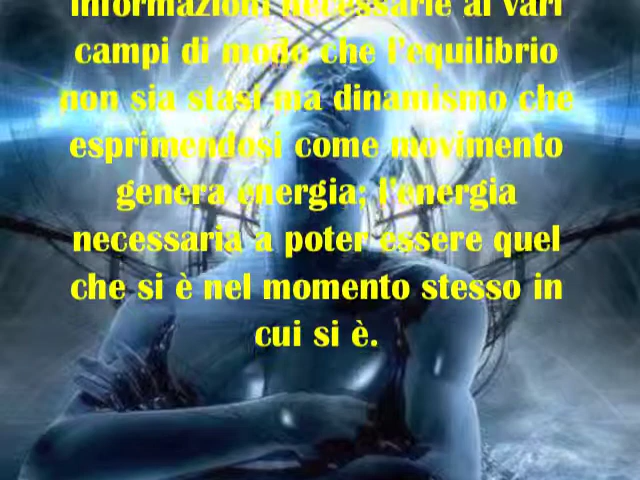 informazioni necessarie ai vari
campi di modo che l'equilibrio
non sia stasi ma dinamismo che
esprimendosi come movimento
genera energia; l'energia
necessaria a poter essere quel
che si è nel momento stesso in
cui si è.